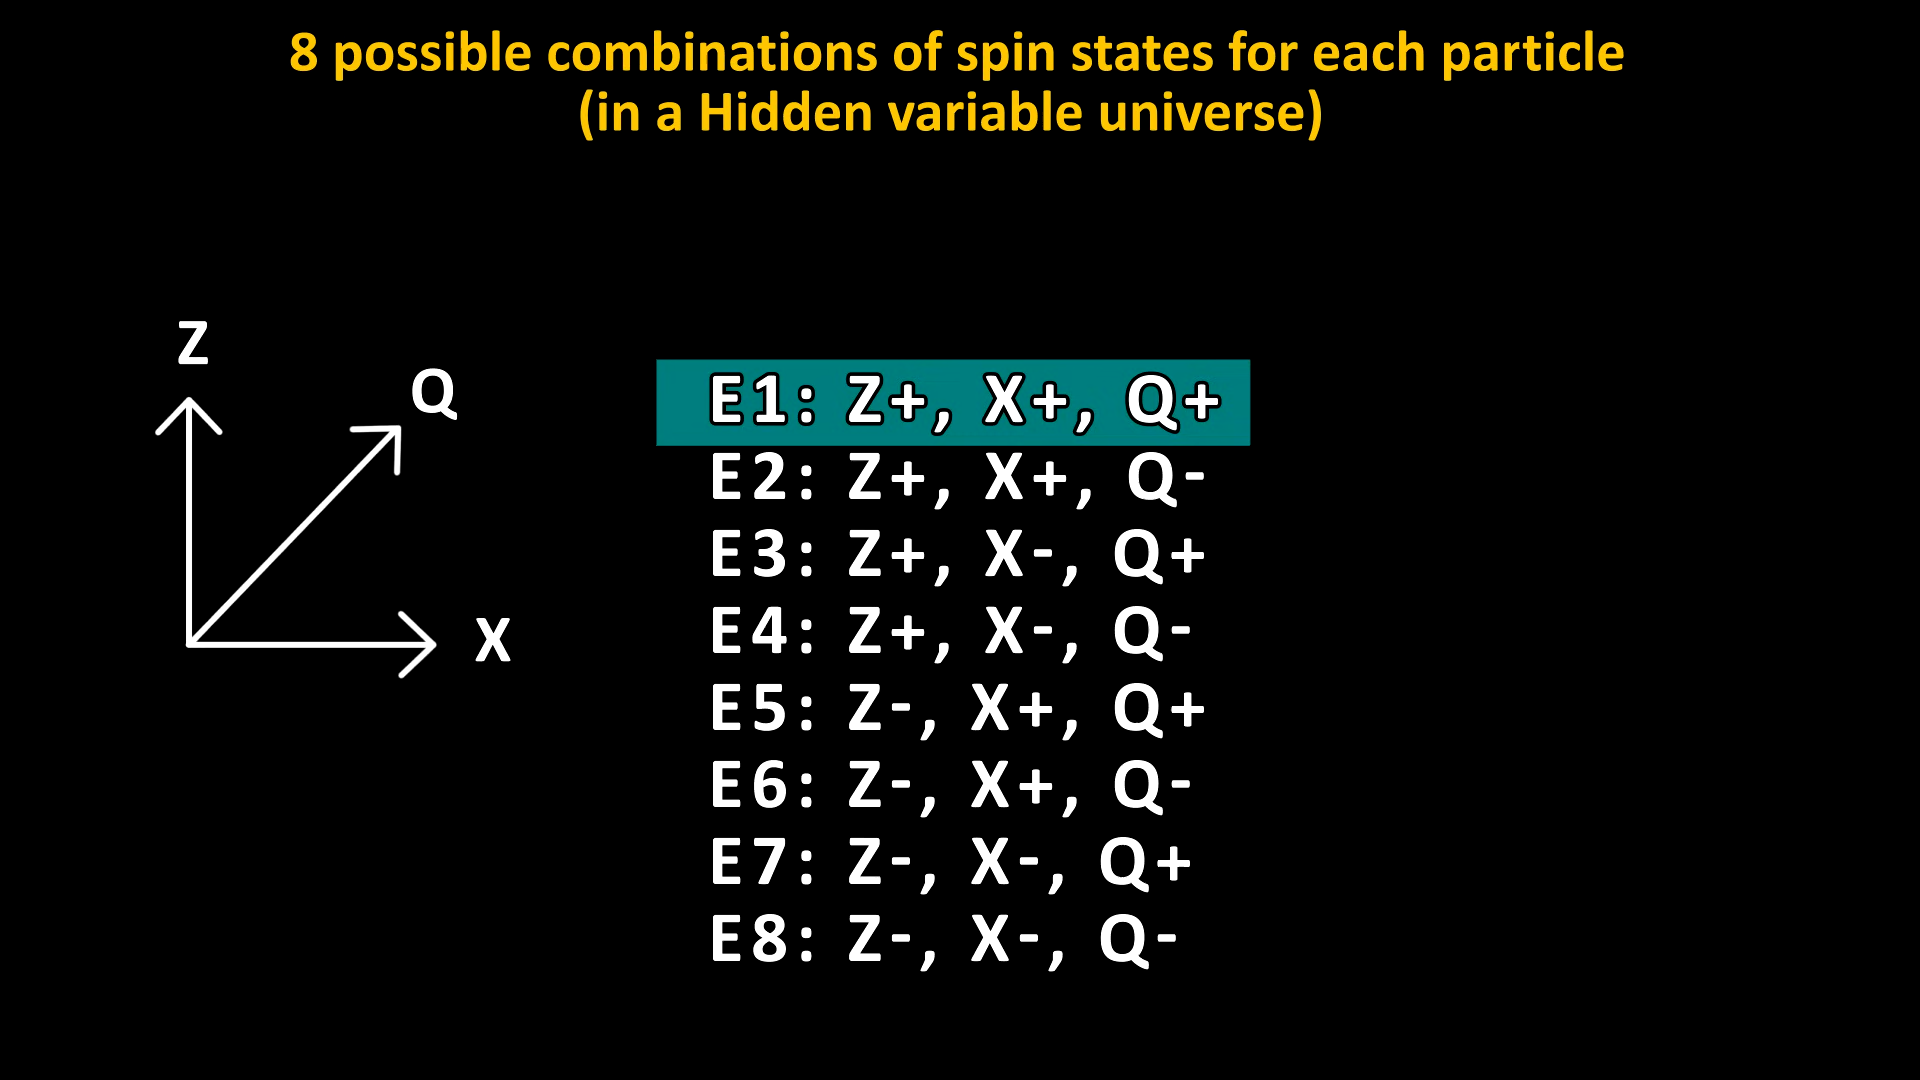 8 possible combinations of spin states for each particle
(in a Hidden variable universe)
Z
Q
X
E1: Z+, X+, Q+
E2: Z+, X+, Q-
E3: Z+, X-, Q+
E4: Z+, X-, Q-
E5: Z-, X+, Q+
E6: Z-, X+, Q-
E7: Z-, X-, Q+
E8: Z-, X-, Q-